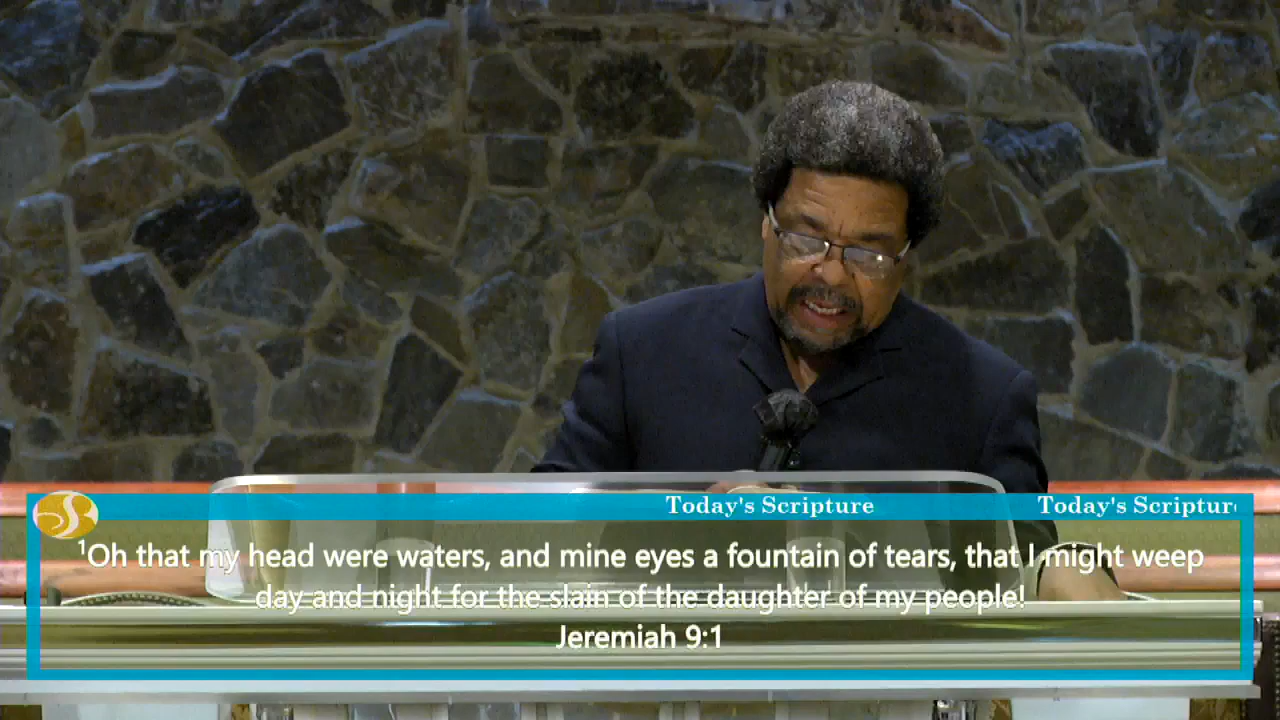 Today's Scripture Today's Scriptur
¹Oh that my head were waters, and mine eyes a fountain of tears, that I might weep
day and night for the slain of the daughter of my people!
Jeremiah 9:1